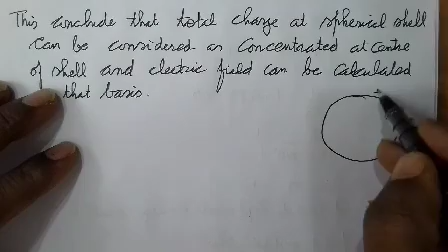 This conclude that total charge at spherical shell
can be considered as concentrated at centre
of shell and electric field can be calculated
that basis.